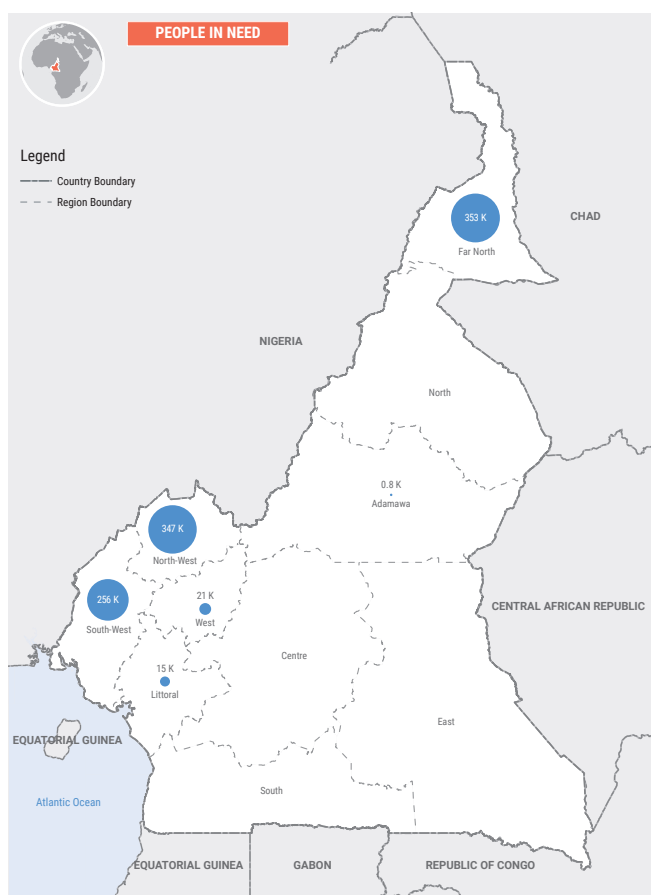 PEOPLE IN NEED
Legend
Country Boundary
Region Boundary
353 K
Far North
CHAD
NIGERIA
North
0.8 K
Adamawa
347 K
North-West
256 K
South-West
21 K
West
CENTRAL AFRICAN REPUBLIC
Centre
15 K
Littoral
East
EQUATORIAL GUINEA
South
Atlantic Ocean
EQUATORIAL GUINEA
GABON
REPUBLIC OF CONGO